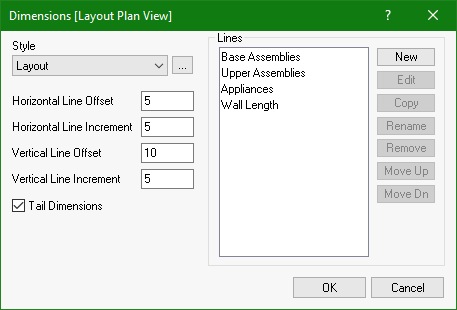 Dimensions [Layout Plan View]
?
Style
Layout
...
Horizontal Line Offset
5
Horizontal Line Increment
5
Vertical Line Offset
10
Vertical Line Increment
5
Tail Dimensions
Lines
Base Assemblies
Upper Assemblies
Appliances
Wall Length
New
Edit
Copy
Rename
Remove
Move Up
Move Dn
OK
Cancel